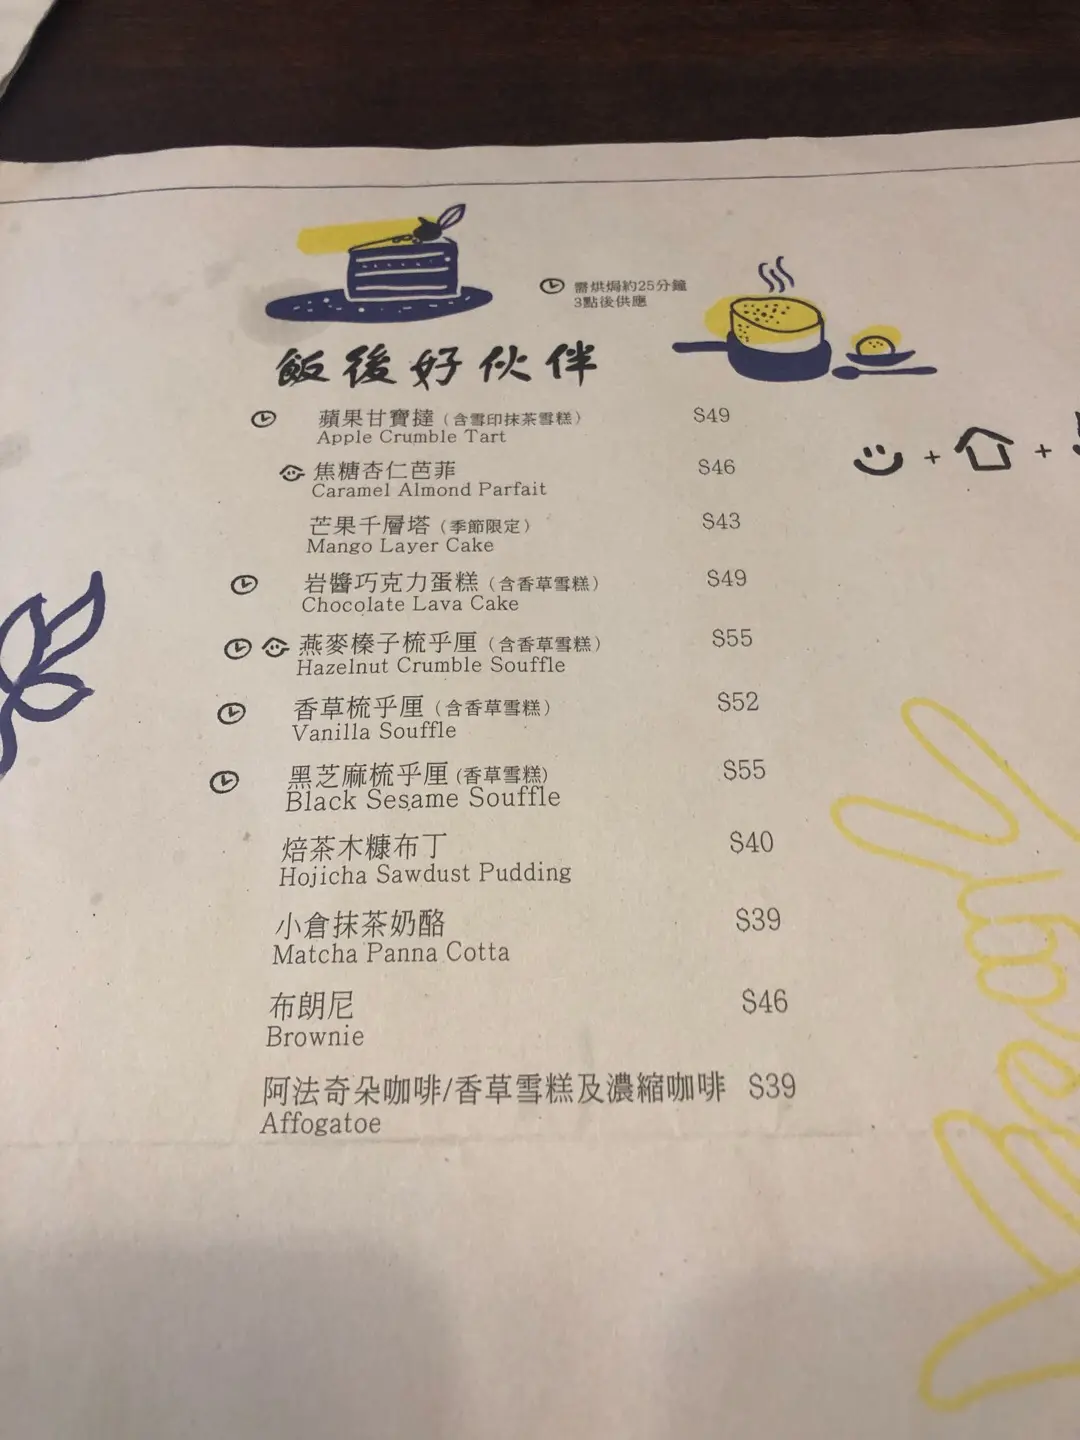 需烘焗約25分鐘
3點後供應
飯後好伙伴
蘋果甘寶撻（含雪印抹茶雪糕） $49
Apple Crumble Tart
焦糖杏仁芭菲 $46
Caramel Almond Parfait
芒果千層塔（季節限定） $43
Mango Layer Cake
岩醬巧克力蛋糕（含香草雪糕） $49
Chocolate Lava Cake
燕麥榛子梳乎厘（含香草雪糕） $55
Hazelnut Crumble Souffle
香草梳乎厘（含香草雪糕） $52
Vanilla Souffle
黑芝麻梳乎厘 (香草雪糕) $55
Black Sesame Souffle
焙茶木糠布丁 $40
Hojicha Sawdust Pudding
小倉抹茶奶酪 $39
Matcha Panna Cotta
布朗尼 $46
Brownie
阿法奇朵咖啡/香草雪糕及濃縮咖啡 $39
Affogatoe